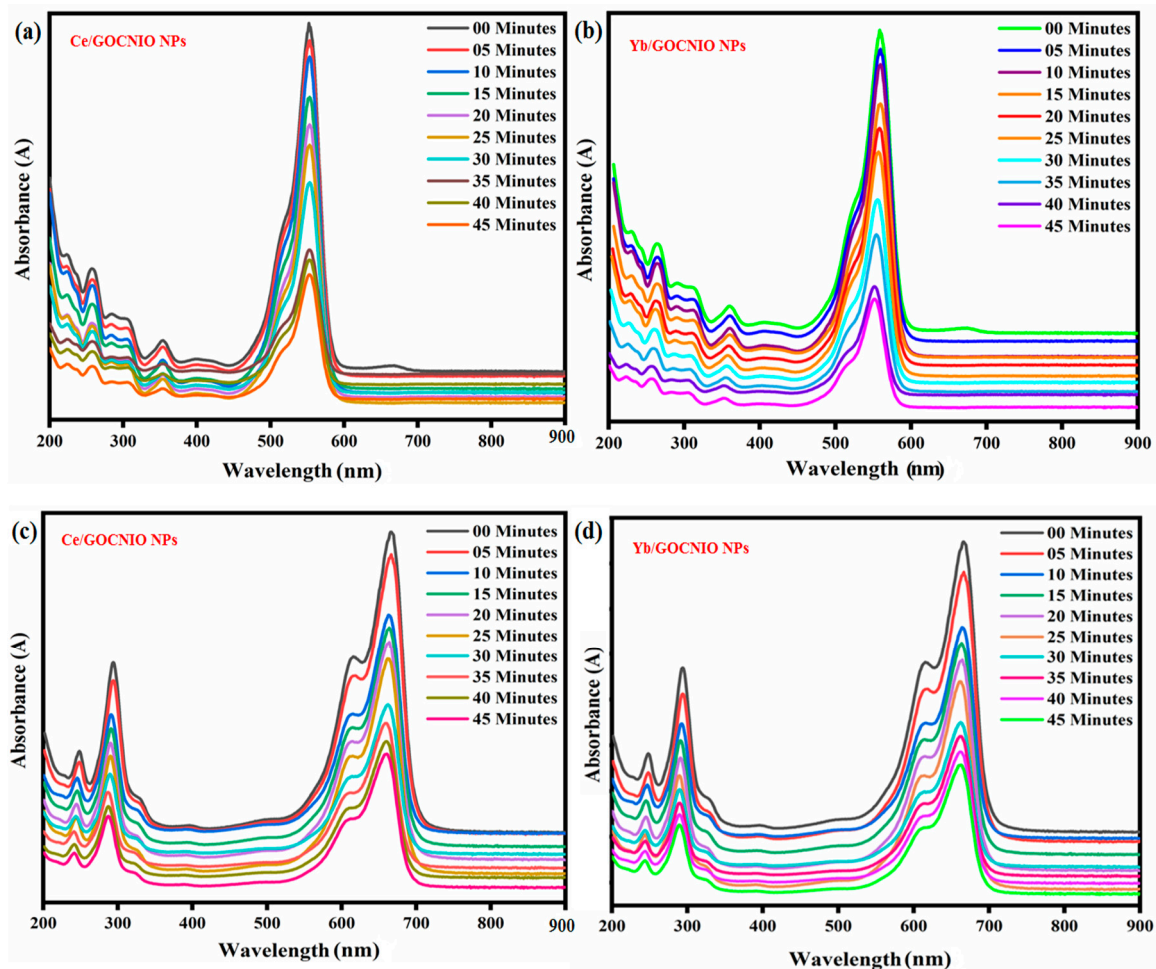 (a)
Ce/GOCNIO NPs
00 Minutes
05 Minutes
10 Minutes
15 Minutes
20 Minutes
25 Minutes
30 Minutes
35 Minutes
40 Minutes
45 Minutes
Absorbance (A)
200 300 400 500 600 700 800 900
Wavelength (nm)
(b)
Yb/GOCNIO NPs
00 Minutes
05 Minutes
10 Minutes
15 Minutes
20 Minutes
25 Minutes
30 Minutes
35 Minutes
40 Minutes
45 Minutes
Absorbance (A)
200 300 400 500 600 700 800 900
Wavelength (nm)
(c)
Ce/GOCNIO NPs
00 Minutes
05 Minutes
10 Minutes
15 Minutes
20 Minutes
25 Minutes
30 Minutes
35 Minutes
40 Minutes
45 Minutes
Absorbance (A)
200 300 400 500 600 700 800 900
Wavelength (nm)
(d)
Yb/GOCNIO NPs
00 Minutes
05 Minutes
10 Minutes
15 Minutes
20 Minutes
25 Minutes
30 Minutes
35 Minutes
40 Minutes
45 Minutes
Absorbance (A)
200 300 400 500 600 700 800 900
Wavelength (nm)